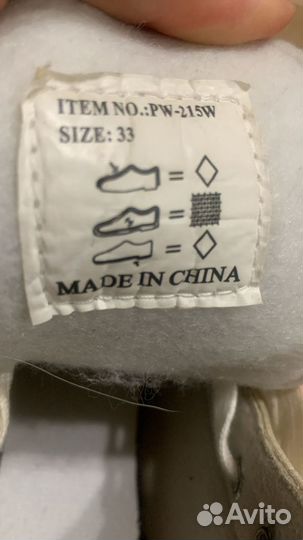 ITEM NO.:PW-215W
SIZE: 33
=
=
=
MADE IN CHINA
Avito